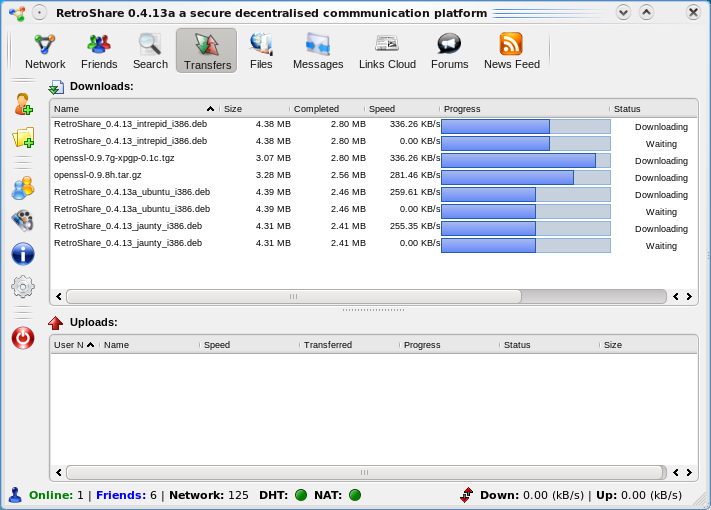 RetroShare 0.4.13a a secure decentralised commmunication platform
Network Friends Search Transfers Files Messages Links Cloud Forums News Feed
Downloads:
Name Size Completed Speed Progress Status
RetroShare_0.4.13_intrepid_i386.deb 4.38 MB 2.80 MB 336.26 KB/s Downloading
RetroShare_0.4.13_intrepid_i386.deb 4.38 MB 2.80 MB 0.00 KB/s Waiting
openssl-0.9.7g-xpgp-0.1c.tgz 3.07 MB 2.80 MB 336.26 KB/s Downloading
openssl-0.9.8h.tar.gz 3.28 MB 2.56 MB 281.46 KB/s Downloading
RetroShare_0.4.13a_ubuntu_i386.deb 4.39 MB 2.46 MB 259.61 KB/s Downloading
RetroShare_0.4.13a_ubuntu_i386.deb 4.39 MB 2.46 MB 0.00 KB/s Waiting
RetroShare_0.4.13_jaunty_i386.deb 4.31 MB 2.41 MB 255.35 KB/s Downloading
RetroShare_0.4.13_jaunty_i386.deb 4.31 MB 2.41 MB 0.00 KB/s Waiting
Uploads:
User N Name Speed Transferred Progress Status Size
Online: 1 | Friends: 6 | Network: 125 DHT: NAT: Down: 0.00 (kB/s) | Up: 0.00 (kB/s)